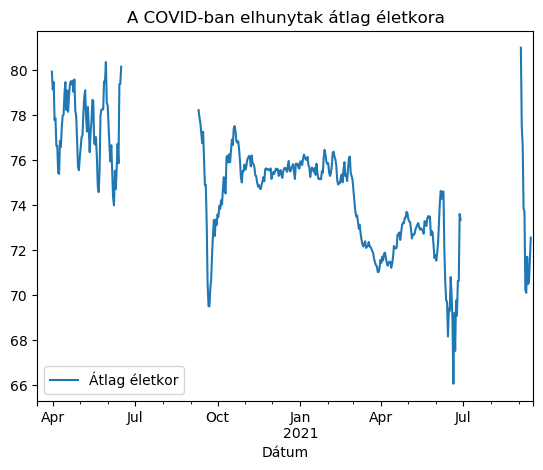 A COVID-ban elhunytak átlag életkora
80
78
76
74
72
70
68
66
Átlag életkor
Apr
Jul
Oct
Jan
2021
Apr
Jul
Dátum